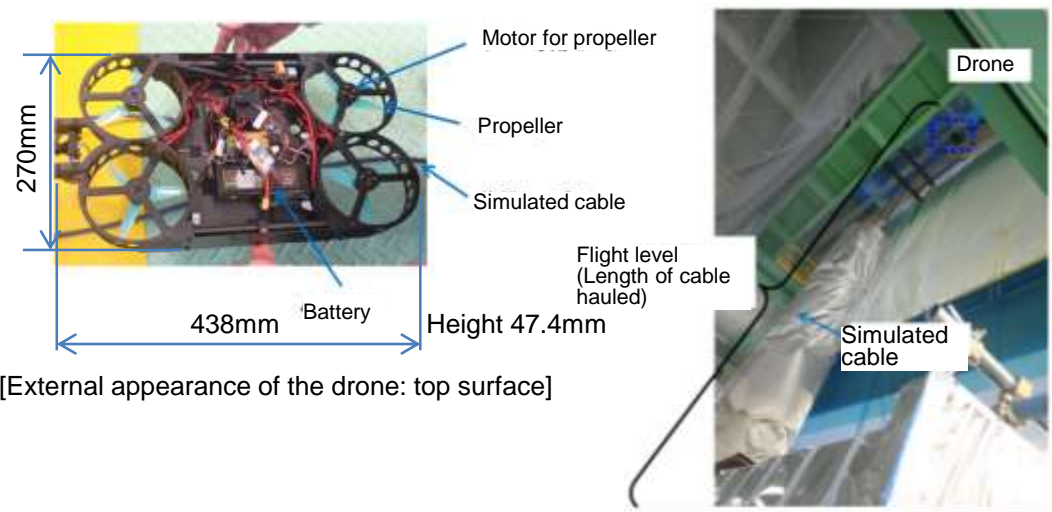 Motor for propeller
Propeller
Simulated cable
Battery
270mm
438mm
Height 47.4mm
[External appearance of the drone: top surface]
Drone
Flight level
(Length of cable
hauled)
Simulated
cable